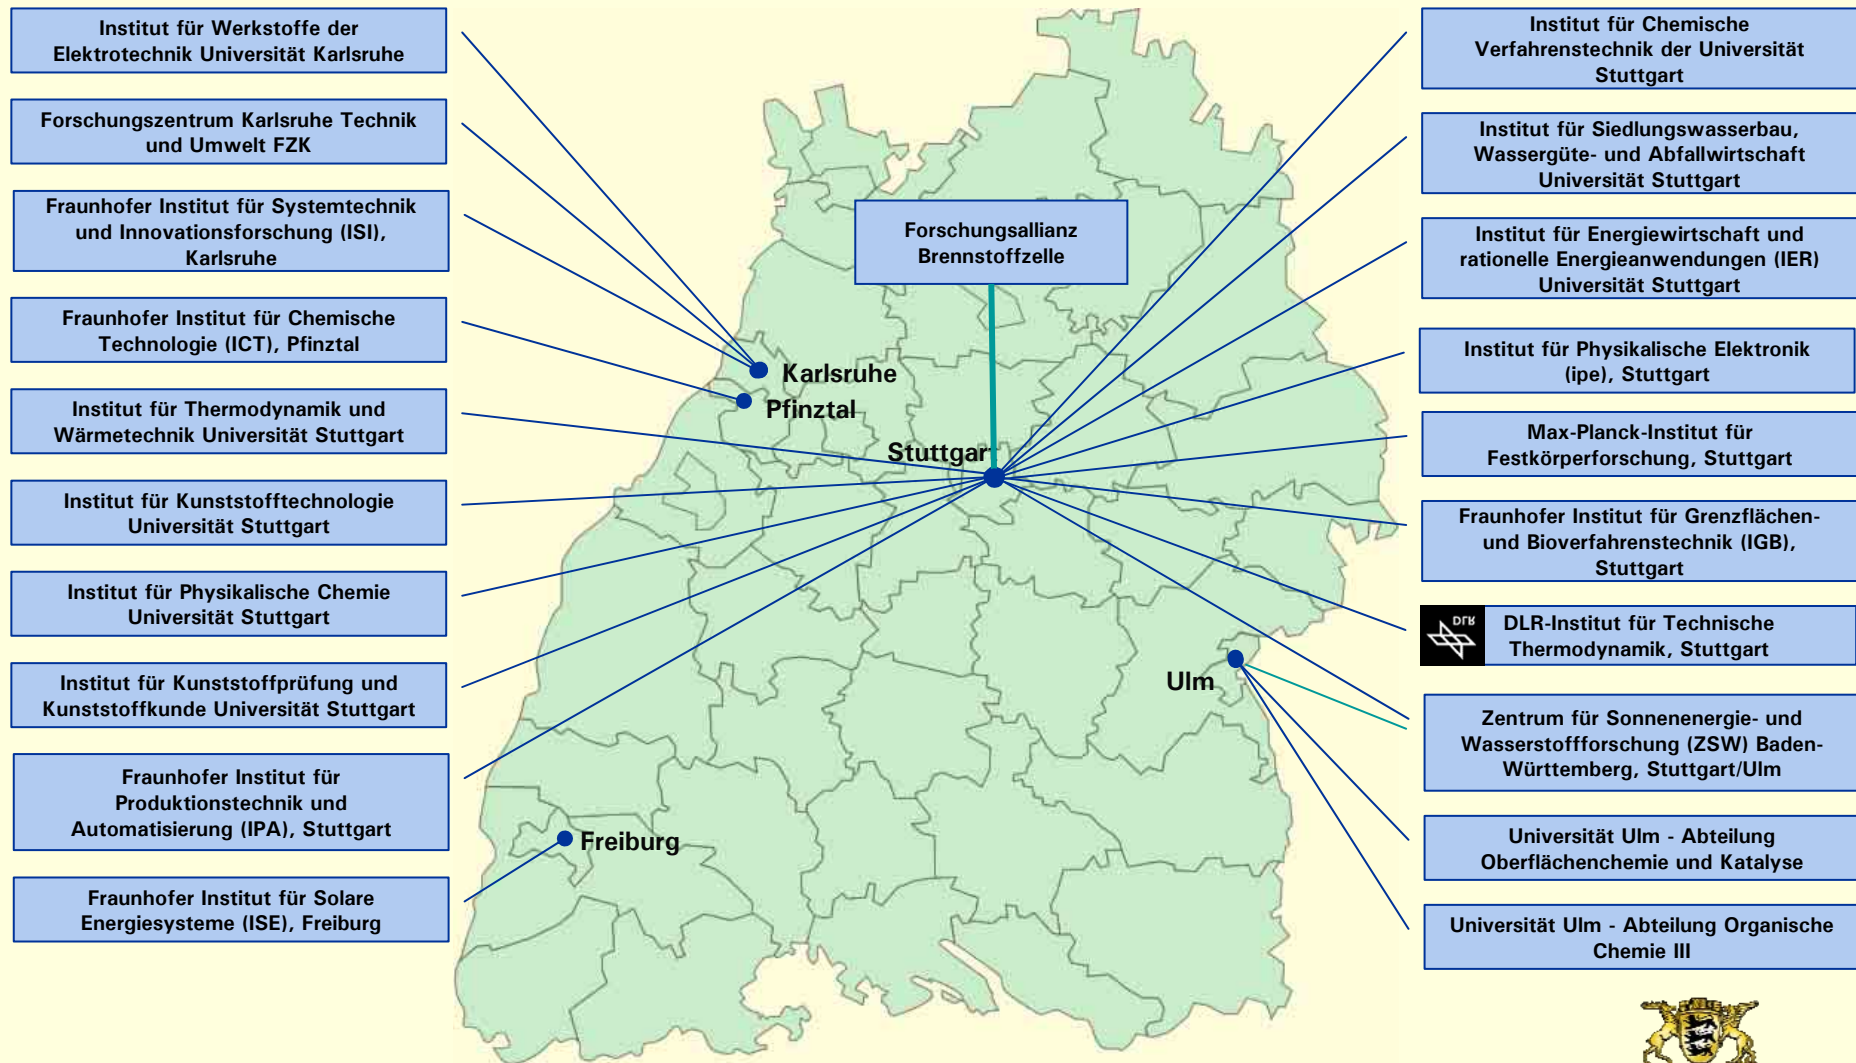 Institut für Werkstoffe der
Elektrotechnik Universität Karlsruhe
Forschungszentrum Karlsruhe Technik
und Umwelt FZK
Fraunhofer Institut für Systemtechnik
und Innovationsforschung (ISI),
Karlsruhe
Fraunhofer Institut für Chemische
Technologie (ICT), Pfinztal
Institut für Thermodynamik und
Wärmetechnik Universität Stuttgart
Institut für Kunststofftechnologie
Universität Stuttgart
Institut für Physikalische Chemie
Universität Stuttgart
Institut für Kunststoffprüfung und
Kunststoffkunde Universität Stuttgart
Fraunhofer Institut für
Produktionstechnik und
Automatisierung (IPA), Stuttgart
Fraunhofer Institut für Solare
Energiesysteme (ISE), Freiburg
Forschungsallianz
Brennstoffzelle
Karlsruhe
Pfinztal
Stuttgart
Ulm
Freiburg
Institut für Chemische
Verfahrenstechnik der Universität
Stuttgart
Institut für Siedlungswasserbau,
Wassergüte- und Abfallwirtschaft
Universität Stuttgart
Institut für Energiewirtschaft und
rationelle Energieanwendungen (IER)
Universität Stuttgart
Institut für Physikalische Elektronik
(ipe), Stuttgart
Max-Planck-Institut für
Festkörperforschung, Stuttgart
Fraunhofer Institut für Grenzflächen-
und Bioverfahrenstechnik (IGB),
Stuttgart
DLR
DLR-Institut für Technische
Thermodynamik, Stuttgart
Zentrum für Sonnenenergie- und
Wasserstoffforschung (ZSW) Baden-
Württemberg, Stuttgart/Ulm
Universität Ulm - Abteilung
Oberflächenchemie und Katalyse
Universität Ulm - Abteilung Organische
Chemie III